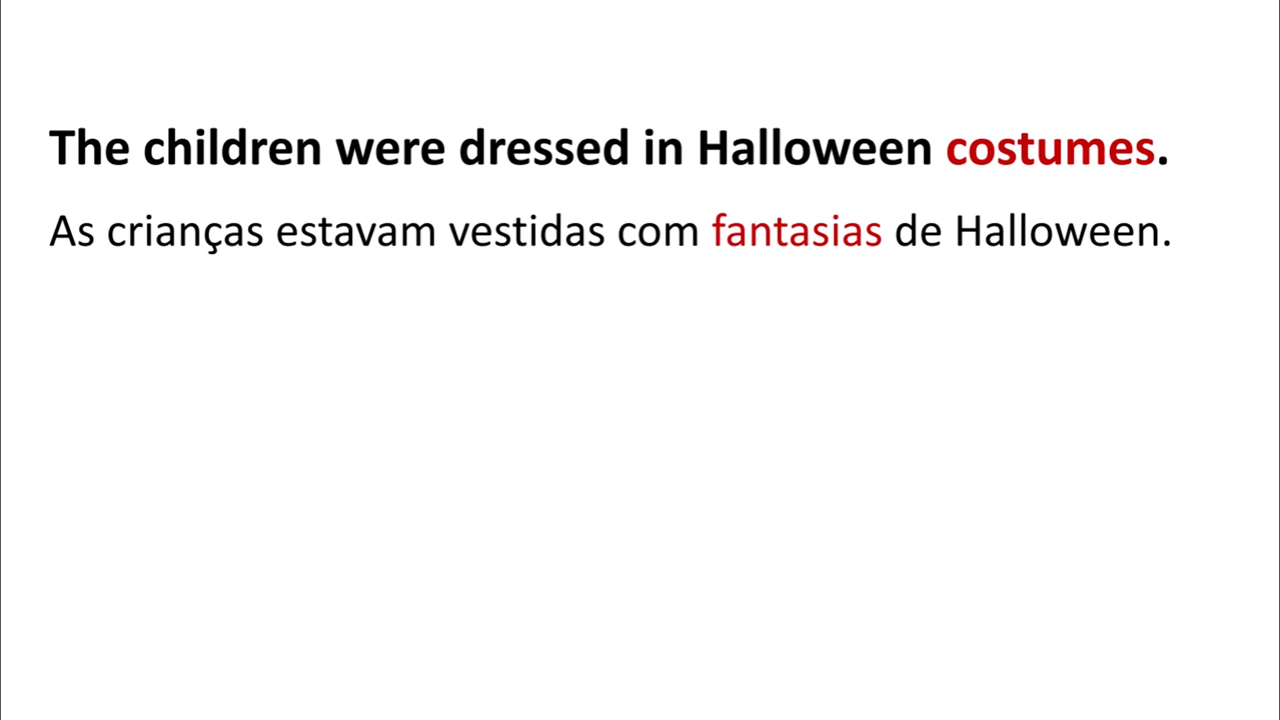 The children were dressed in Halloween costumes.
As crianças estavam vestidas com fantasias de Halloween.